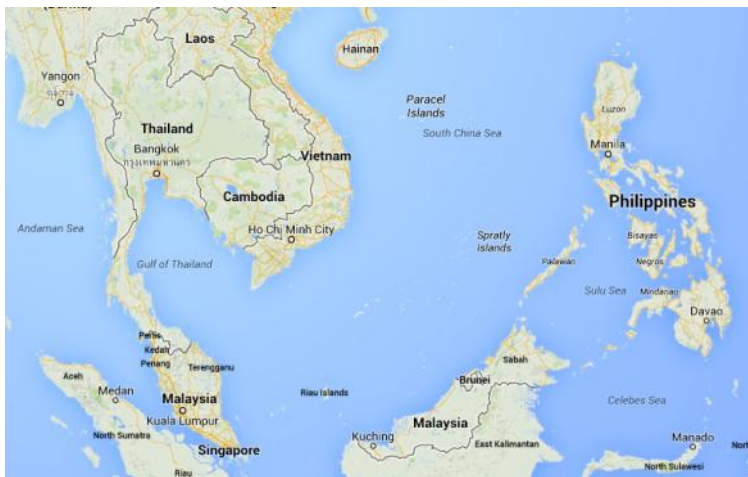 (Burma)
Laos
Hainan
Yangon
Paracel
Islands
Luzon
South China Sea
Thailand
Bangkok
กรุงเทพมหานคร
Vietnam
Manila
Cambodia
Philippines
Andaman Sea
Ho Chi Minh City
Spratly
Islands
Bisayas
Gulf of Thailand
Palawan
Negros
Sulu Sea
Mindanao
Davao
Perlis
Kedah
Penang
Terengganu
Sabah
Aceh
Medan
Riau Islands
Brunei
Celebes Sea
Malaysia
Kuala Lumpur
Malaysia
North Sumatra
Kuching
East Kalimantan
Manado
Singapore
North Sulawesi
Nort
Riau